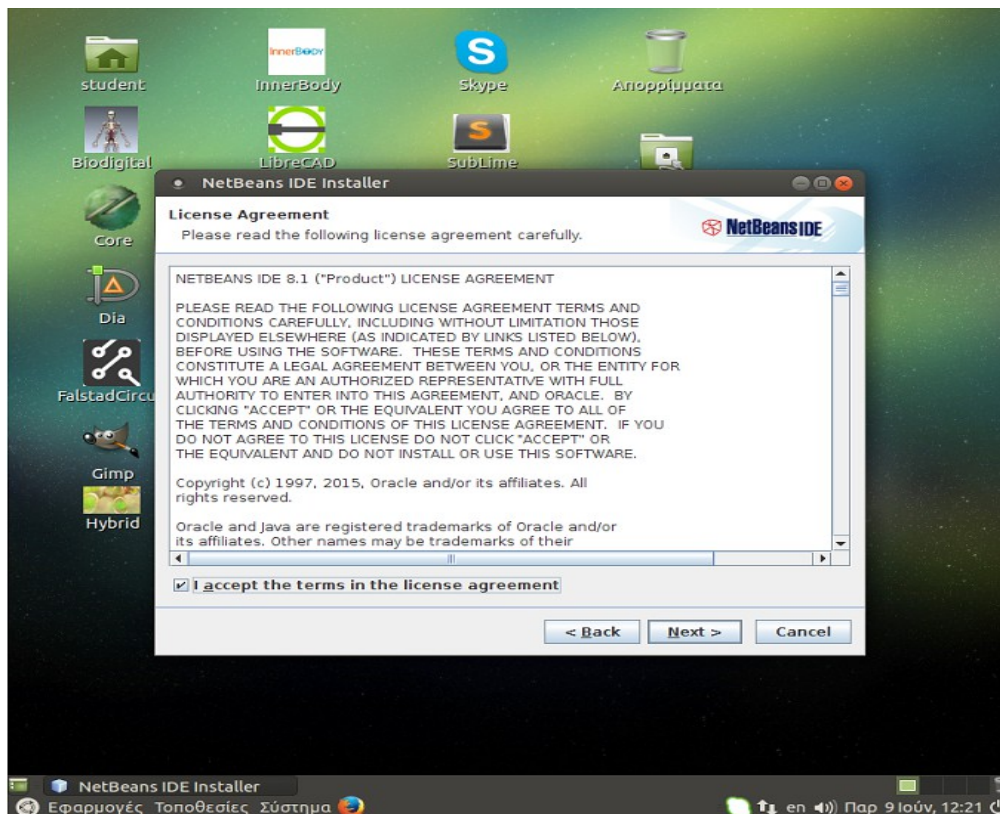 student
InnerBODY
InnerBody
Skype
Απορρίμματα
Biodigital
LibreCAD
SubLime
NetBeans IDE Installer
License Agreement
Please read the following license agreement carefully.
NetBeans IDE
Core
Dia
FalstadCircu
Gimp
Hybrid
NETBEANS IDE 8.1 ("Product") LICENSE AGREEMENT
PLEASE READ THE FOLLOWING LICENSE AGREEMENT TERMS AND
CONDITIONS CAREFULLY, INCLUDING WITHOUT LIMITATION THOSE
DISPLAYED ELSEWHERE (AS INDICATED BY LINKS LISTED BELOW),
BEFORE USING THE SOFTWARE. THESE TERMS AND CONDITIONS
CONSTITUTE A LEGAL AGREEMENT BETWEEN YOU, OR THE ENTITY FOR
WHICH YOU ARE AN AUTHORIZED REPRESENTATIVE WITH FULL
AUTHORITY TO ENTER INTO THIS AGREEMENT, AND ORACLE. BY
CLICKING "ACCEPT" OR THE EQUIVALENT YOU AGREE TO ALL OF
THE TERMS AND CONDITIONS OF THIS LICENSE AGREEMENT. IF YOU
DO NOT AGREE TO THIS LICENSE DO NOT CLICK "ACCEPT" OR
THE EQUIVALENT AND DO NOT INSTALL OR USE THIS SOFTWARE.
Copyright (c) 1997, 2015, Oracle and/or its affiliates. All
rights reserved.
Oracle and Java are registered trademarks of Oracle and/or
its affiliates. Other names may be trademarks of their
I accept the terms in the license agreement
< Back
Next >
Cancel
NetBeans IDE Installer
Εφαρμογές Τοποθεσίες Σύστημα
en Παρ 9 Ιούν, 12:21